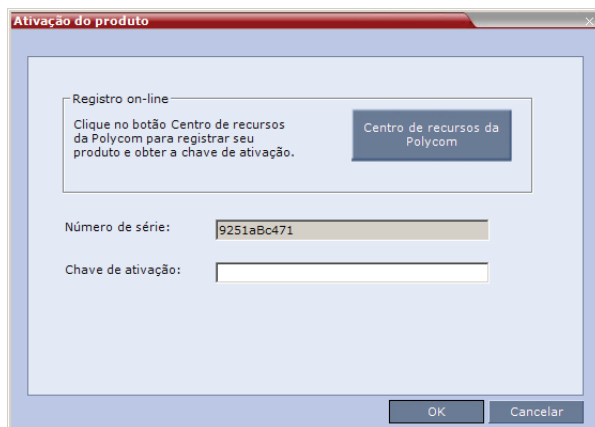 Ativação do produto
Registro on-line
Clique no botão Centro de recursos
da Polycom para registrar seu
produto e obter a chave de ativação.
Centro de recursos da
Polycom
Número de série:
9251aBc471
Chave de ativação:
OK
Cancelar